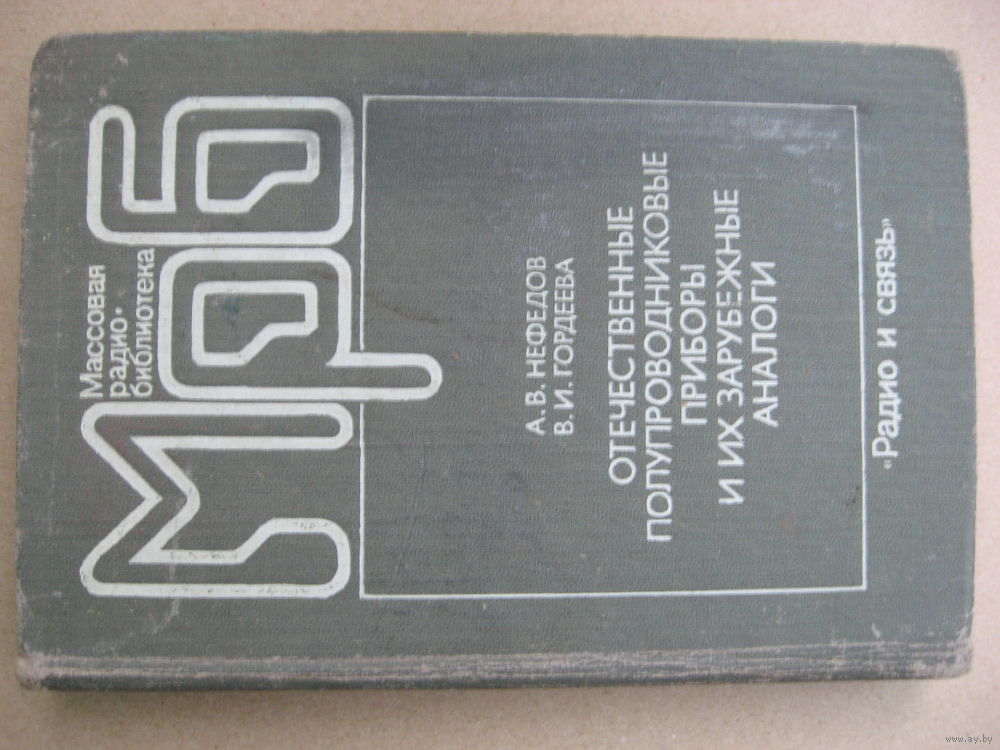 Массовая
радио-
библиотека
Мрб
А. В. НЕФЕДОВ
В. И. ГОРДЕЕВА
ОТЕЧЕСТВЕННЫЕ
ПОЛУПРОВОДНИКОВЫЕ
ПРИБОРЫ
И ИХ ЗАРУБЕЖНЫЕ
АНАЛОГИ
«Радио и связь»
www.ay.by